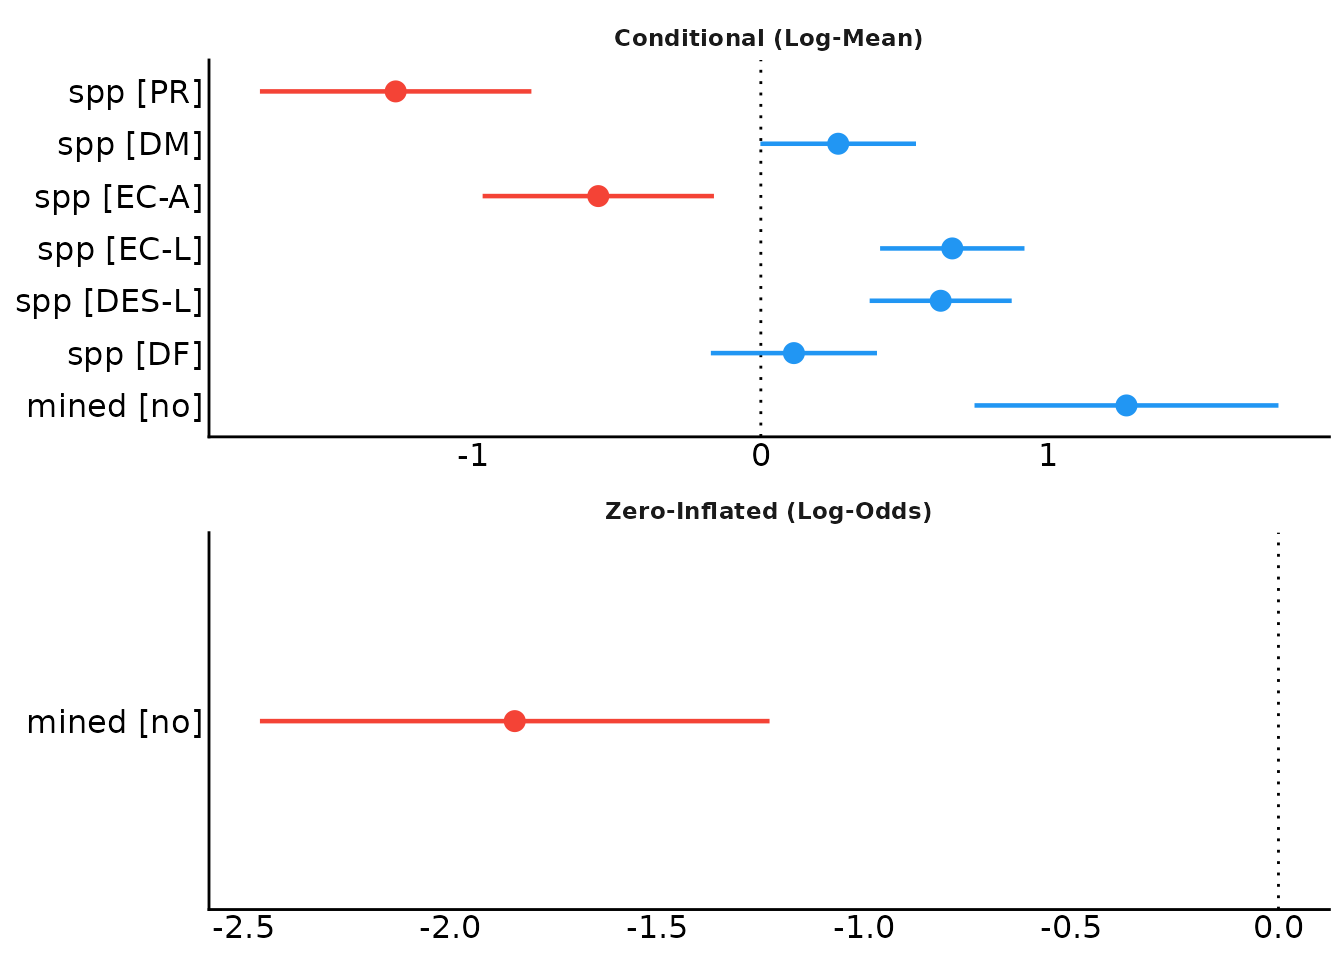 Conditional (Log-Mean)
spp [PR]
spp [DM]
spp [EC-A]
spp [EC-L]
spp [DES-L]
spp [DF]
mined [no]
-1 0 1
Zero-Inflated (Log-Odds)
mined [no]
-2.5 -2.0 -1.5 -1.0 -0.5 0.0